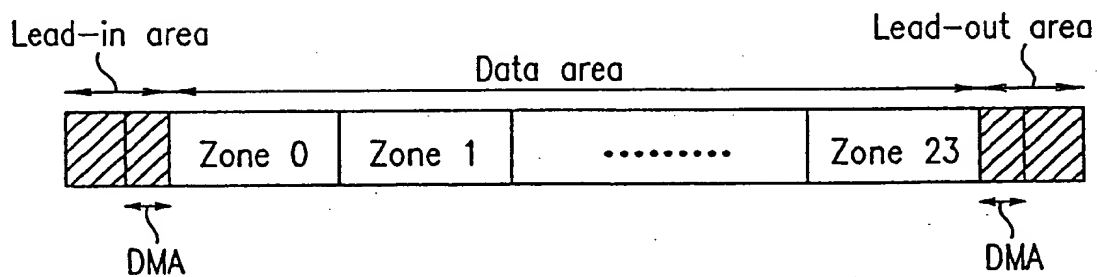 Lead-in area
Lead-out area
Data area
Zone 0
Zone 1
.........
Zone 23
DMA
DMA